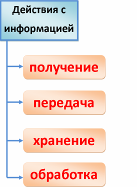 Действия с
информацией
получение
передача
хранение
обработка